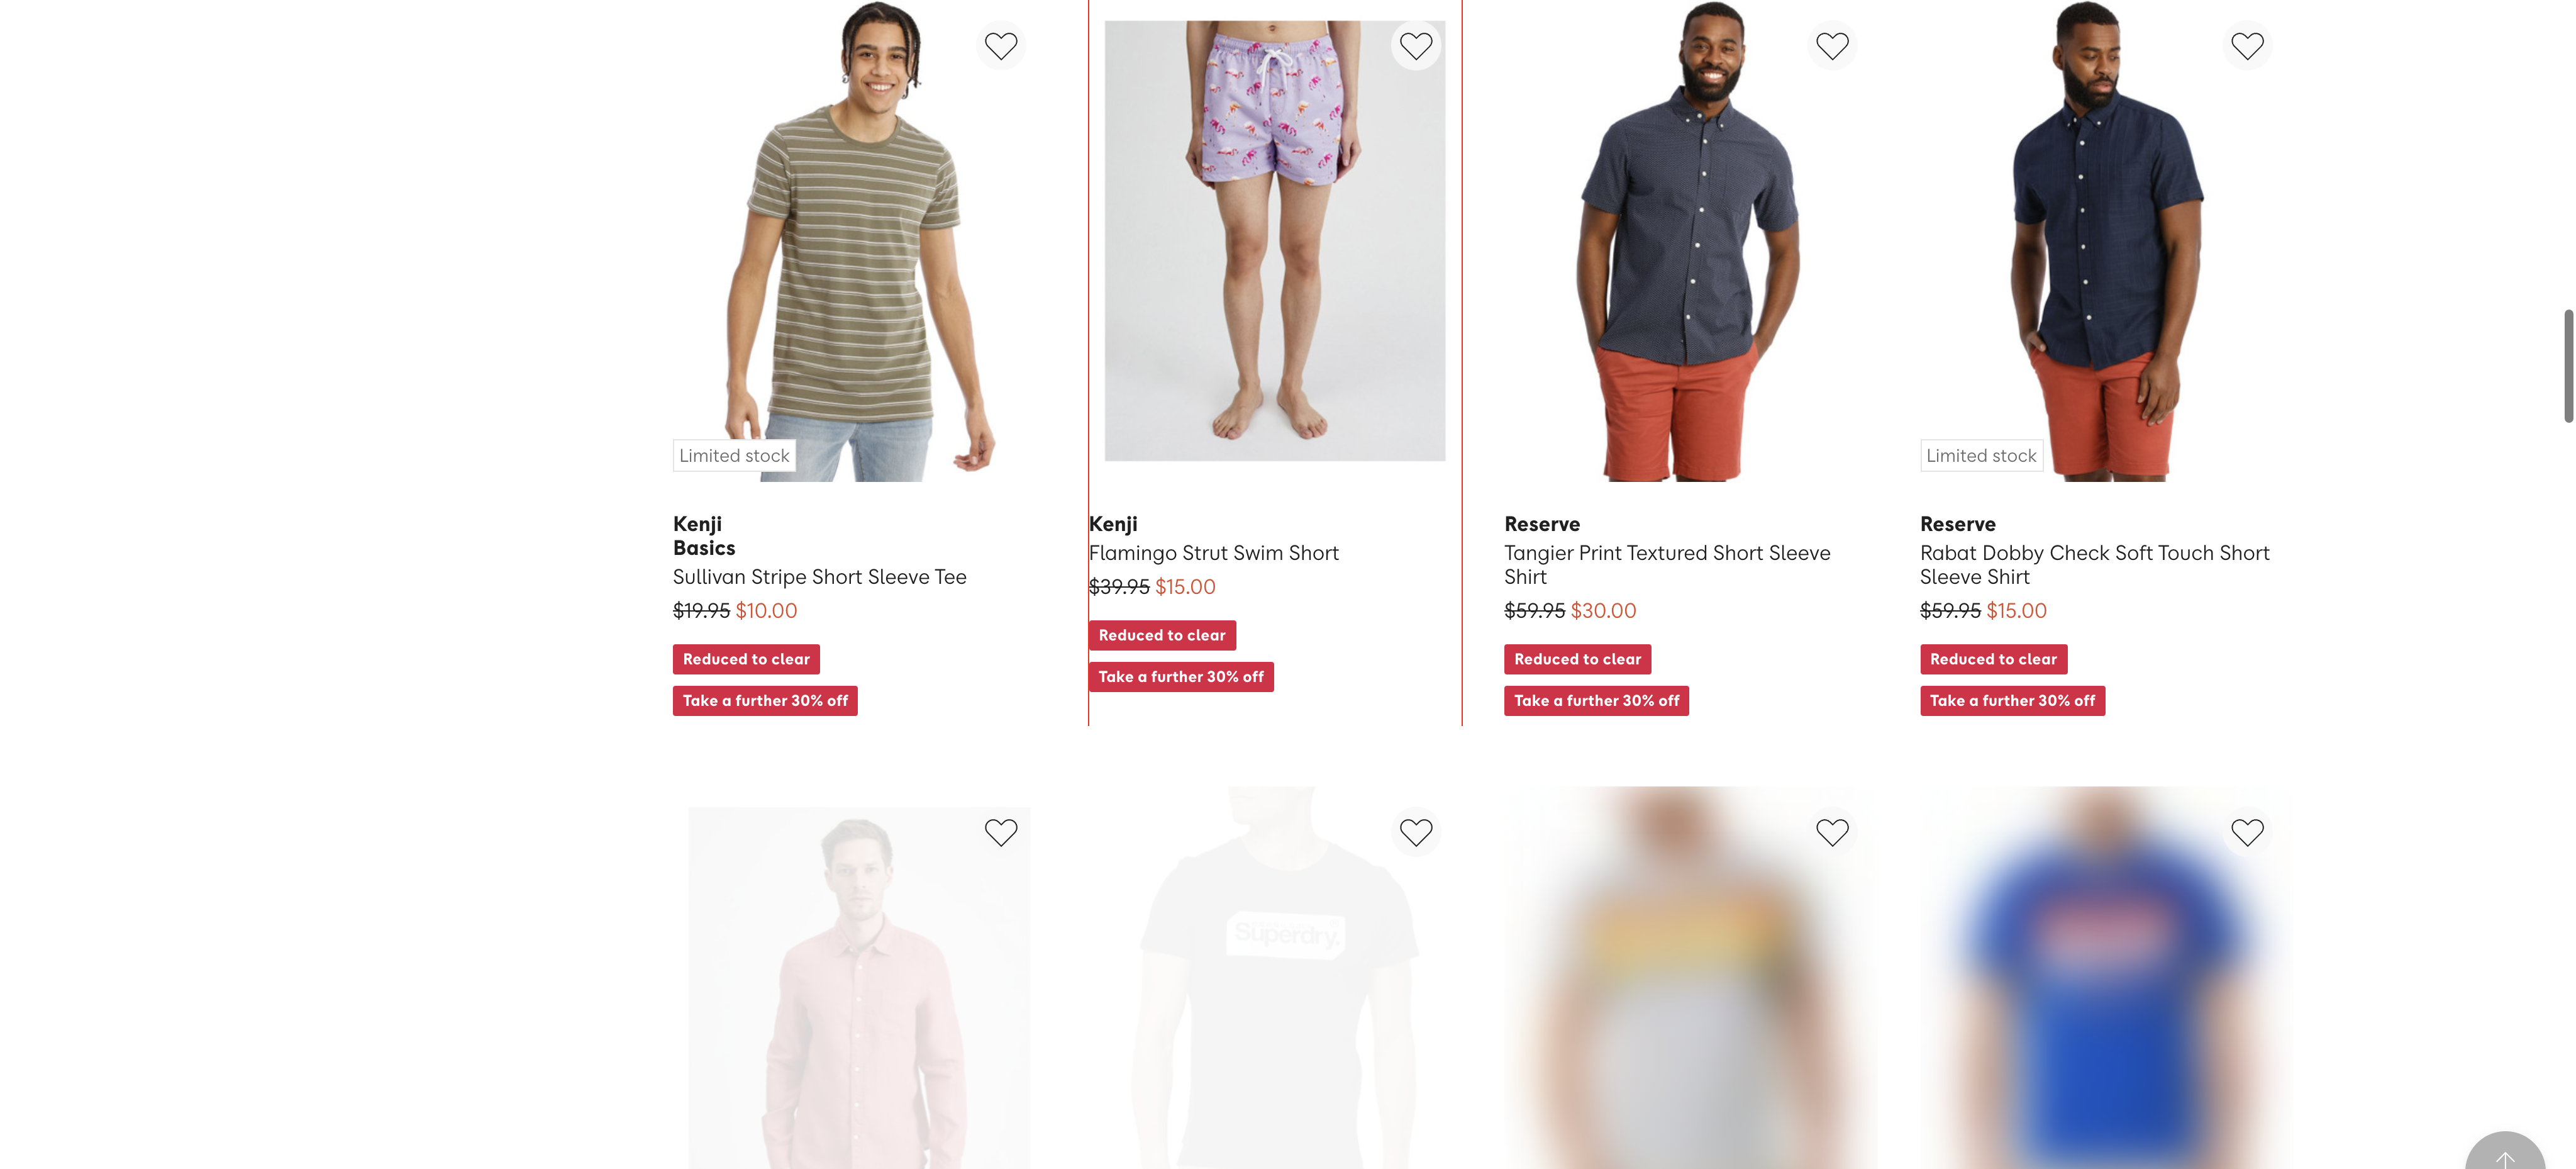 Limited stock
Kenji
Basics
Sullivan Stripe Short Sleeve Tee
$19.95 $10.00
Reduced to clear
Take a further 30% off
Kenji
Flamingo Strut Swim Short
$39.95 $15.00
Reduced to clear
Take a further 30% off
Reserve
Tangier Print Textured Short Sleeve
Shirt
$59.95 $30.00
Reduced to clear
Take a further 30% off
Limited stock
Reserve
Rabat Dobby Check Soft Touch Short
Sleeve Shirt
$59.95 $15.00
Reduced to clear
Take a further 30% off
Superdry.